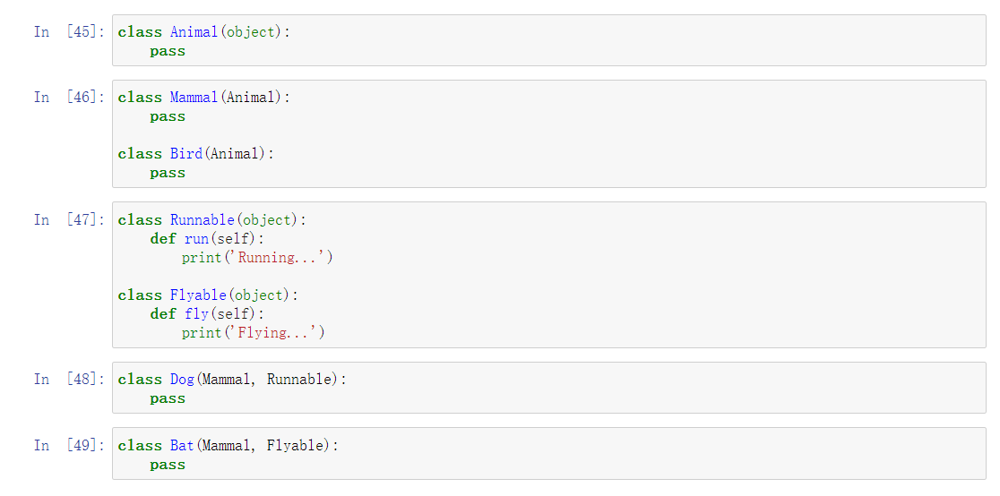 In [45]: class Animal(object):
    pass
In [46]: class Mammal(Animal):
    pass
class Bird(Animal):
    pass
In [47]: class Runnable(object):
    def run(self):
        print('Running...')
class Flyable(object):
    def fly(self):
        print('Flying...')
In [48]: class Dog(Mammal, Runnable):
    pass
In [49]: class Bat(Mammal, Flyable):
    pass